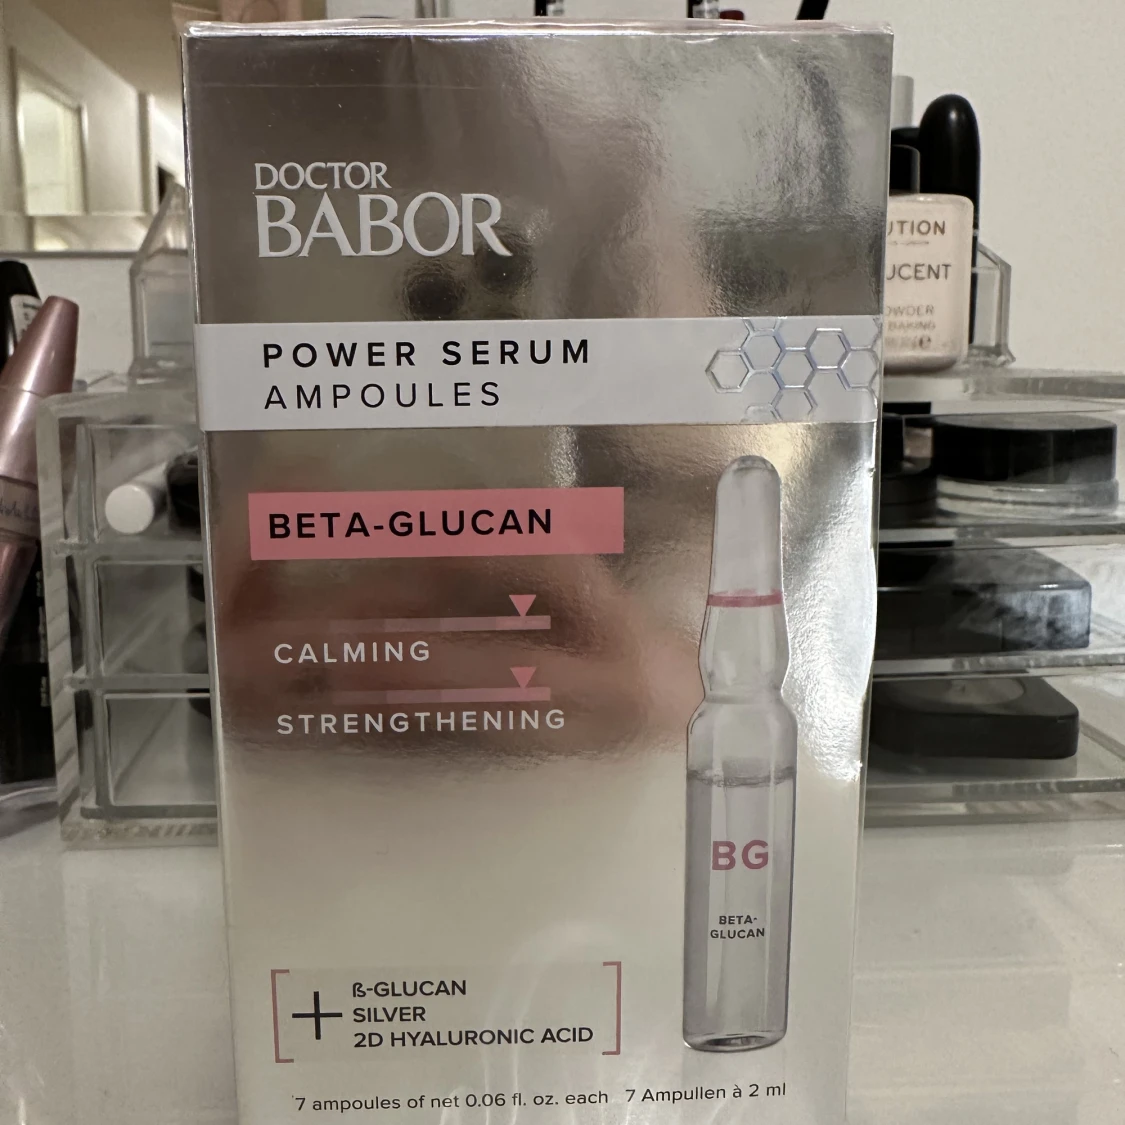 DOCTOR
BABOR
POWER SERUM
AMPOULES
BETA-GLUCAN
CALMING
STRENGTHENING
BG
BETA-
GLUCAN
ß-GLUCAN
SILVER
2D HYALURONIC ACID
7 ampoules of net 0.06 fl. oz. each 7 Ampullen à 2 ml
UTION
UCENT
OWDER
BAKING